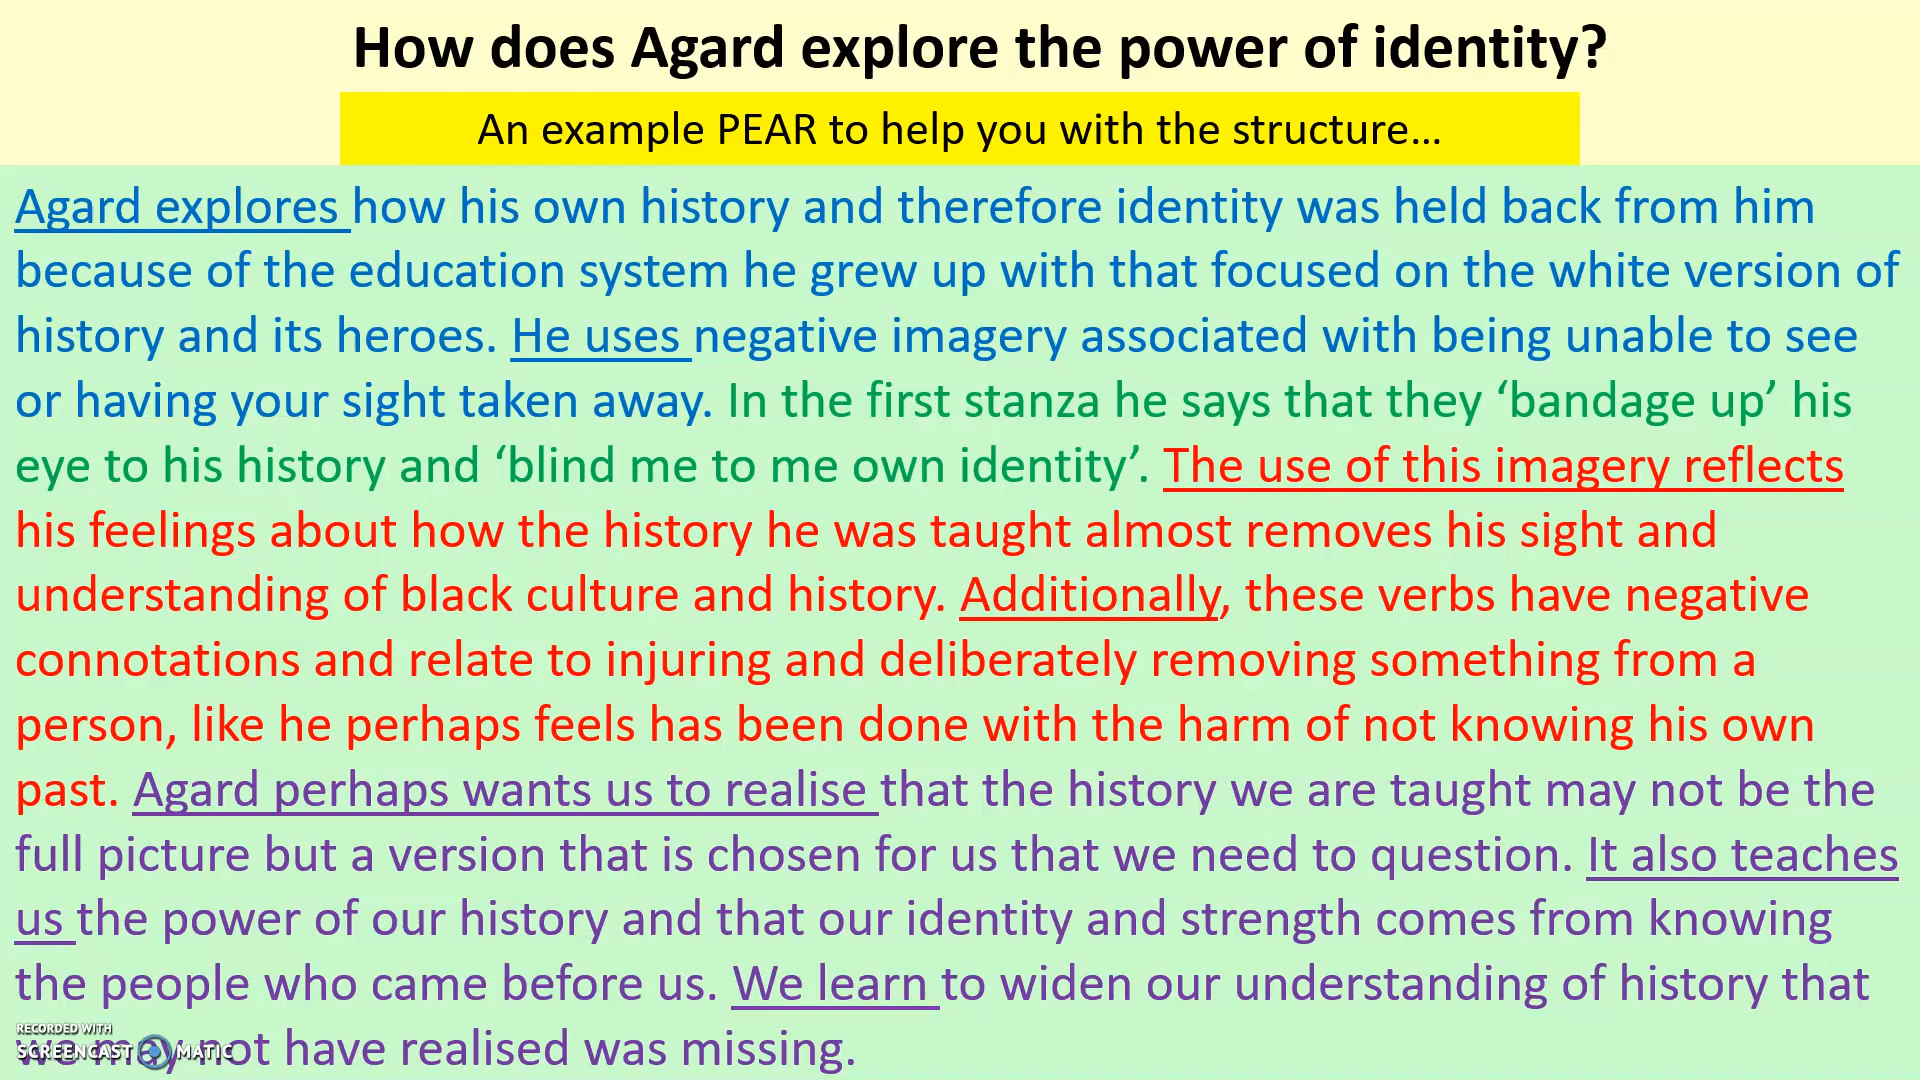 How does Agard explore the power of identity?
An example PEAR to help you with the structure...
Agard explores how his own history and therefore identity was held back from him
because of the education system he grew up with that focused on the white version of
history and its heroes. He uses negative imagery associated with being unable to see
or having your sight taken away. In the first stanza he says that they ‘bandage up’ his
eye to his history and ‘blind me to me own identity’. The use of this imagery reflects
his feelings about how the history he was taught almost removes his sight and
understanding of black culture and history. Additionally, these verbs have negative
connotations and relate to injuring and deliberately removing something from a
person, like he perhaps feels has been done with the harm of not knowing his own
past. Agard perhaps wants us to realise that the history we are taught may not be the
full picture but a version that is chosen for us that we need to question. It also teaches
us the power of our history and that our identity and strength comes from knowing
the people who came before us. We learn to widen our understanding of history that
we may not have realised was missing.
RECORDED WITH
SCREENCAST MATIC